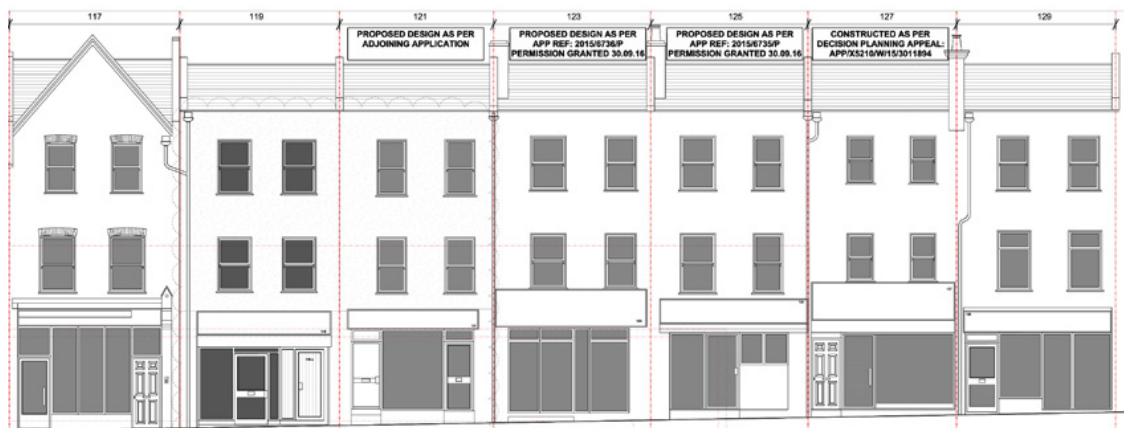 117
119
121
123
125
127
129
PROPOSED DESIGN AS PER
ADJOINING APPLICATION
PROPOSED DESIGN AS PER
APP REF: 2015/6736/P
PERMISSION GRANTED 30.09.16
PROPOSED DESIGN AS PER
APP REF: 2015/6735/P
PERMISSION GRANTED 30.09.16
CONSTRUCTED AS PER
DECISION PLANNING APPEAL:
APP/X5210/W/15/3011894